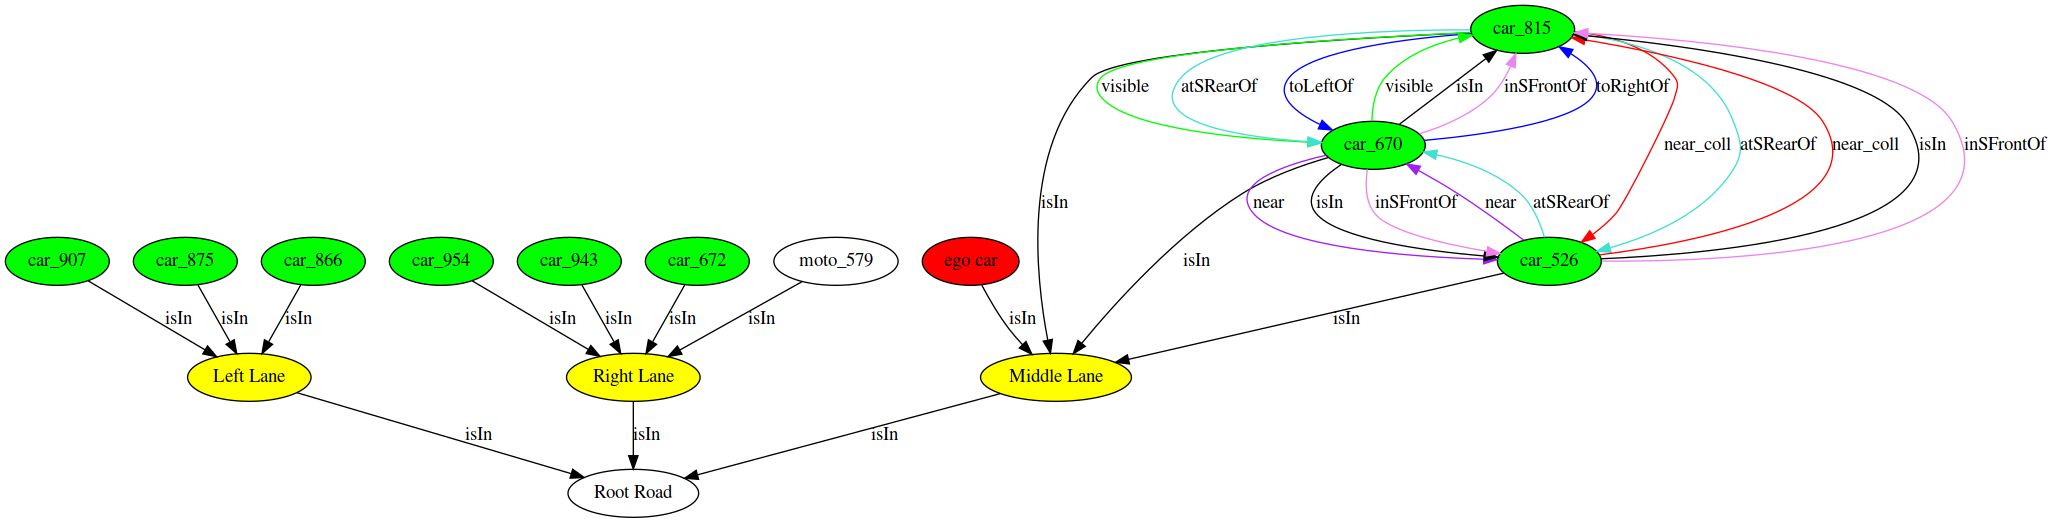 car_815
visible
atSRearOf
toLeftOf
visible
isIn
inSFrontOf
toRightOf
car_670
near_coll
atSRearOf
near_coll
isIn
inSFrontOf
isIn
near
isIn
inSFrontOf
near
atSRearOf
car_907
car_875
car_866
car_954
car_943
car_672
moto_579
ego car
isIn
car_526
isIn
isIn
isIn
isIn
isIn
isIn
isIn
isIn
isIn
Left Lane
Right Lane
Middle Lane
isIn
isIn
isIn
Root Road